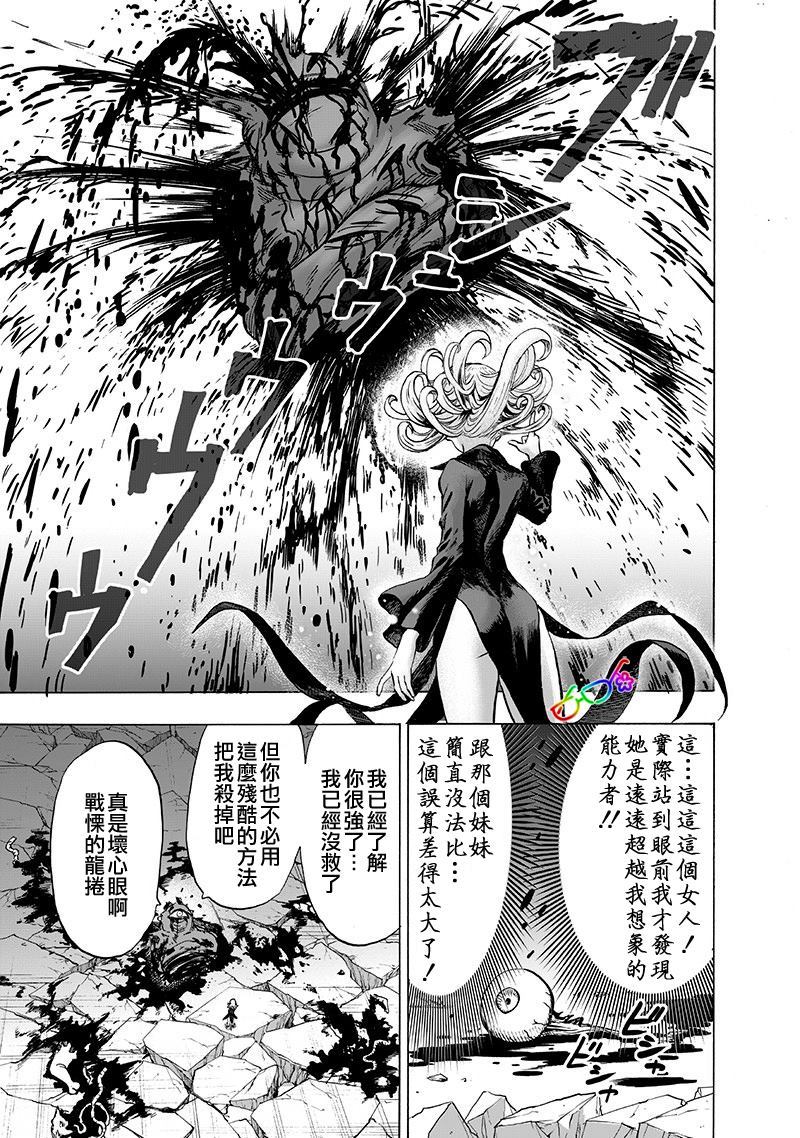 ブシュウウウウ
這…這這這個女人！
實際站到眼前我才發現
她是遠遠超越我想象的
能力者！！
跟那個妹妹
簡直沒法比…
這個誤算差得太大了！
ビシャ
ビシャ
我已經了解
你很強了…
我已經沒救了
但你也不必用
這麼殘酷的方法
把我殺掉吧
真是壞心眼啊
戰慄的龍捲